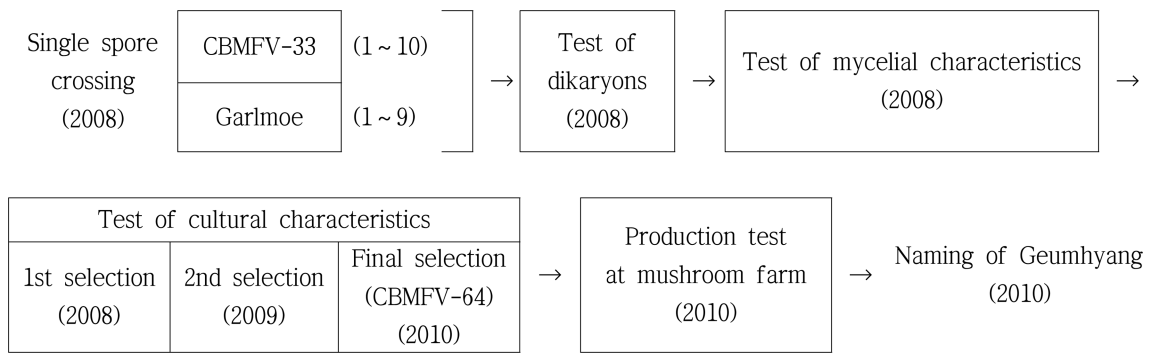 Single spore
crossing
(2008)
CBMFV-33
(1~10)
Garlmoe
(1~9)
→
Test of
dikaryons
(2008)
→
Test of mycelial characteristics
(2008)
→
Test of cultural characteristics
1st selection
(2008)
2nd selection
(2009)
Final selection
(CBMFV-64)
(2010)
→
Production test
at mushroom farm
(2010)
→
Naming of Geumhyang
(2010)